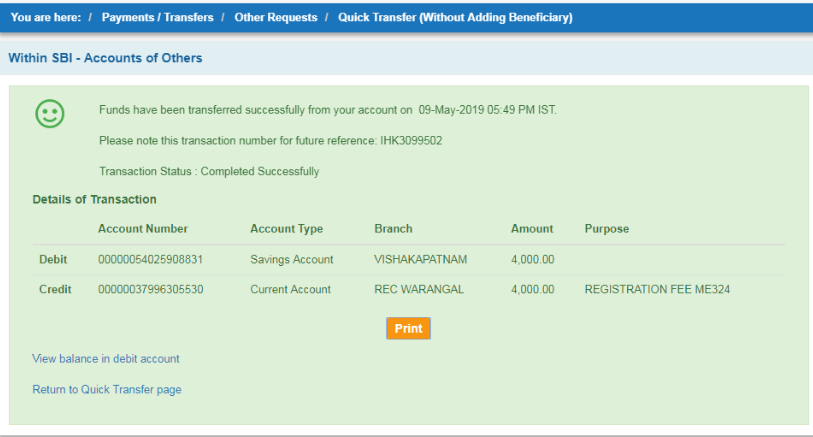 You are here: / Payments / Transfers / Other Requests / Quick Transfer (Without Adding Beneficiary)
Within SBI - Accounts of Others
Funds have been transferred successfully from your account on 09-May-2019 05:49 PM IST.
Please note this transaction number for future reference: IHK3099502
Transaction Status : Completed Successfully
Details of Transaction
Account Number Account Type Branch Amount Purpose
Debit 00000054025908831 Savings Account VISHAKAPATNAM 4,000.00
Credit 00000037996305530 Current Account REC WARANGAL 4,000.00 REGISTRATION FEE ME324
Print
View balance in debit account
Return to Quick Transfer page